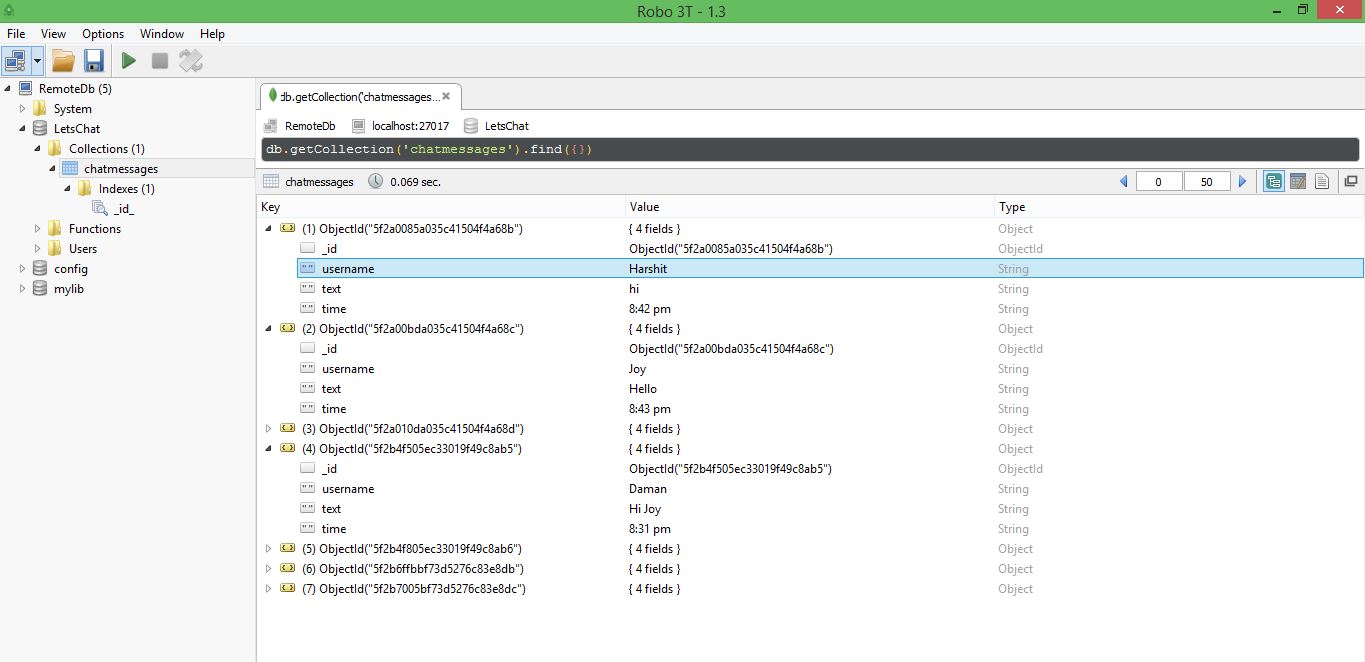 Robo 3T - 1.3
File View Options Window Help
RemoteDb (5)
System
LetsChat
Collections (1)
chatmessages
Indexes (1)
_id_
Functions
Users
config
mylib
db.getCollection('chatmessages...
RemoteDb localhost:27017 LetsChat
db.getCollection('chatmessages').find({})
chatmessages 0.069 sec. 0 50
Key Value Type
(1) ObjectId("5f2a0085a035c41504f4a68b") { 4 fields } Object
_id ObjectId("5f2a0085a035c41504f4a68b") ObjectId
username Harshit String
text hi String
time 8:42 pm String
(2) ObjectId("5f2a00bda035c41504f4a68c") { 4 fields } Object
_id ObjectId("5f2a00bda035c41504f4a68c") ObjectId
username Joy String
text Hello String
time 8:43 pm String
(3) ObjectId("5f2a010da035c41504f4a68d") { 4 fields } Object
(4) ObjectId("5f2b4f505ec33019f49c8ab5") { 4 fields } Object
_id ObjectId("5f2b4f505ec33019f49c8ab5") ObjectId
username Daman String
text Hi Joy String
time 8:31 pm String
(5) ObjectId("5f2b4f805ec33019f49c8ab6") { 4 fields } Object
(6) ObjectId("5f2b6ffbbf73d5276c83e8db") { 4 fields } Object
(7) ObjectId("5f2b7005bf73d5276c83e8dc") { 4 fields } Object